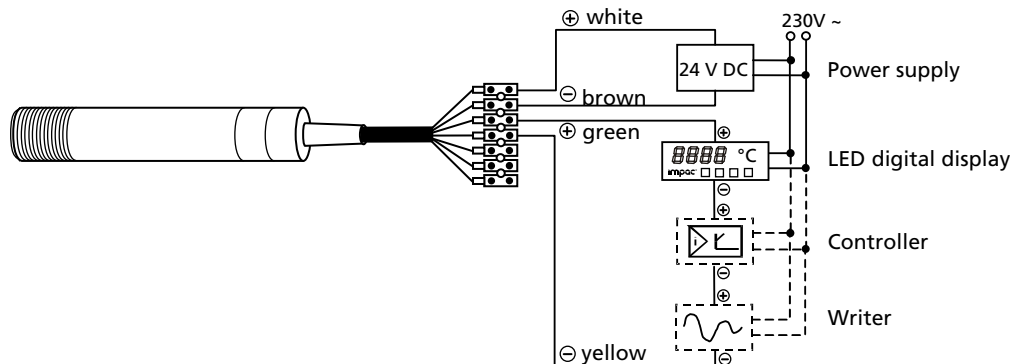 ⊕ white
230V ~
24 V DC
Power supply
⊖ brown
⊕ green
⊕
8888 °C
impac
LED digital display
⊖
⊕
i
Controller
⊖
⊕
Writer
⊖ yellow
⊖